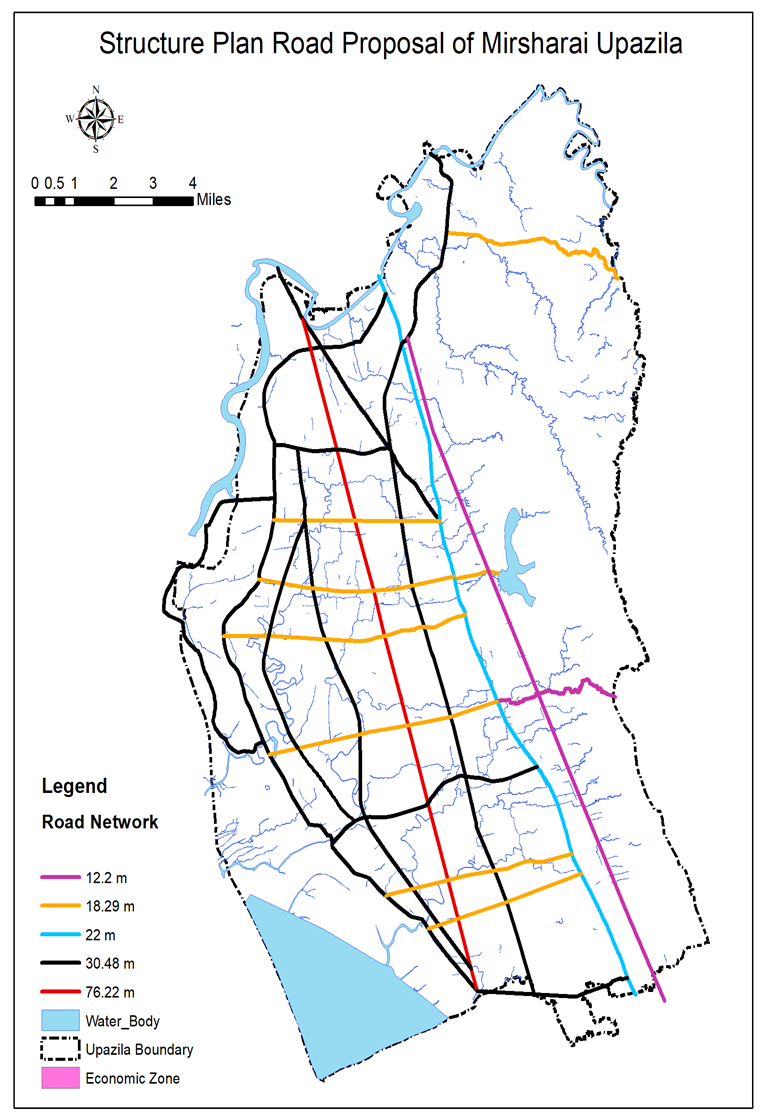 Structure Plan Road Proposal of Mirsharai Upazila
N
W E
S
0 0.5 1 2 3 4
Miles
Legend
Road Network
12.2 m
18.29 m
22 m
30.48 m
76.22 m
Water_Body
Upazila Boundary
Economic Zone